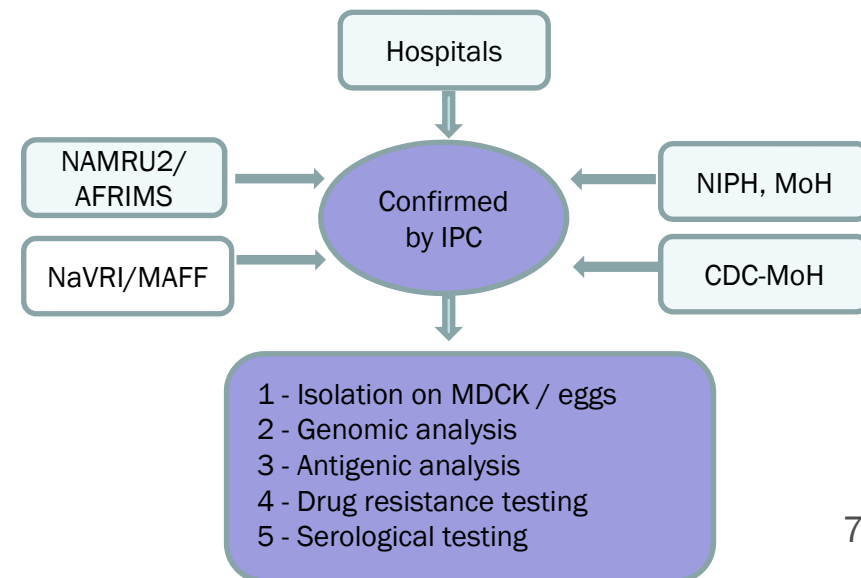 Hospitals
NAMRU2/
AFRIMS
NaVRI/MAFF
Confirmed
by IPC
NIPH, MoH
CDC-MoH
1 - Isolation on MDCK / eggs
2 - Genomic analysis
3 - Antigenic analysis
4 - Drug resistance testing
5 - Serological testing
7